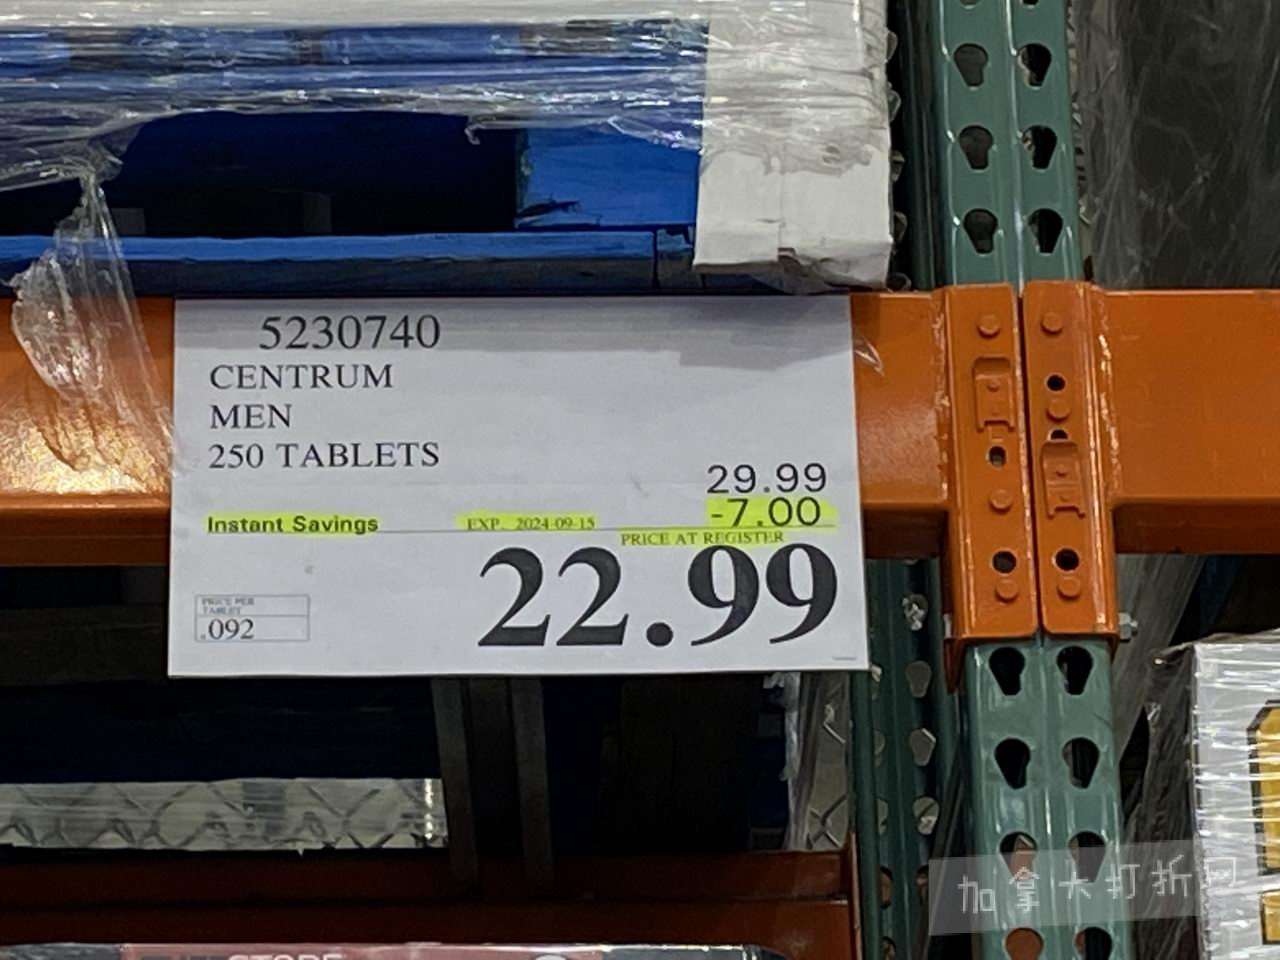 5230740
CENTRUM
MEN
250 TABLETS
29.99
Instant Savings EXP. 2024-09-15 -7.00
PRICE AT REGISTER
22.99
PRICE PER
TABLET
.092
加拿大打折网